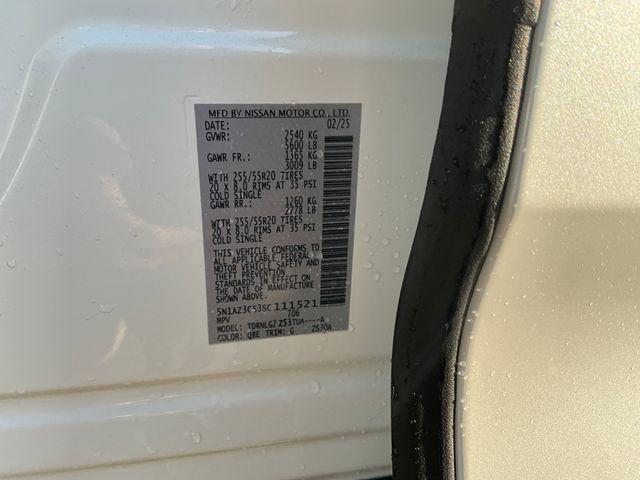 MFD BY NISSAN MOTOR CO., LTD.
DATE: 02/25
GVWR: 2540 KG
5600 LB
GAWR FR.: 1365 KG
3009 LB
WITH 255/55R20 TIRES
20 x 8.0 RIMS AT 35 PSI
COLD SINGLE
GAWR RR.: 1260 KG
2778 LB
WITH 255/55R20 TIRES
20 x 8.0 RIMS AT 35 PSI
COLD SINGLE
THIS VEHICLE CONFORMS TO
ALL APPLICABLE FEDERAL
MOTOR VEHICLE SAFETY AND
THEFT PREVENTION
STANDARDS IN EFFECT ON
THE DATE OF MANUFACTURE
SHOWN ABOVE.
5N1AZ3CS3SC111521
MPV 706
MODEL: TDRNLGZ Z53TUA----A
COLOR: QBE TRIM: G Z530A